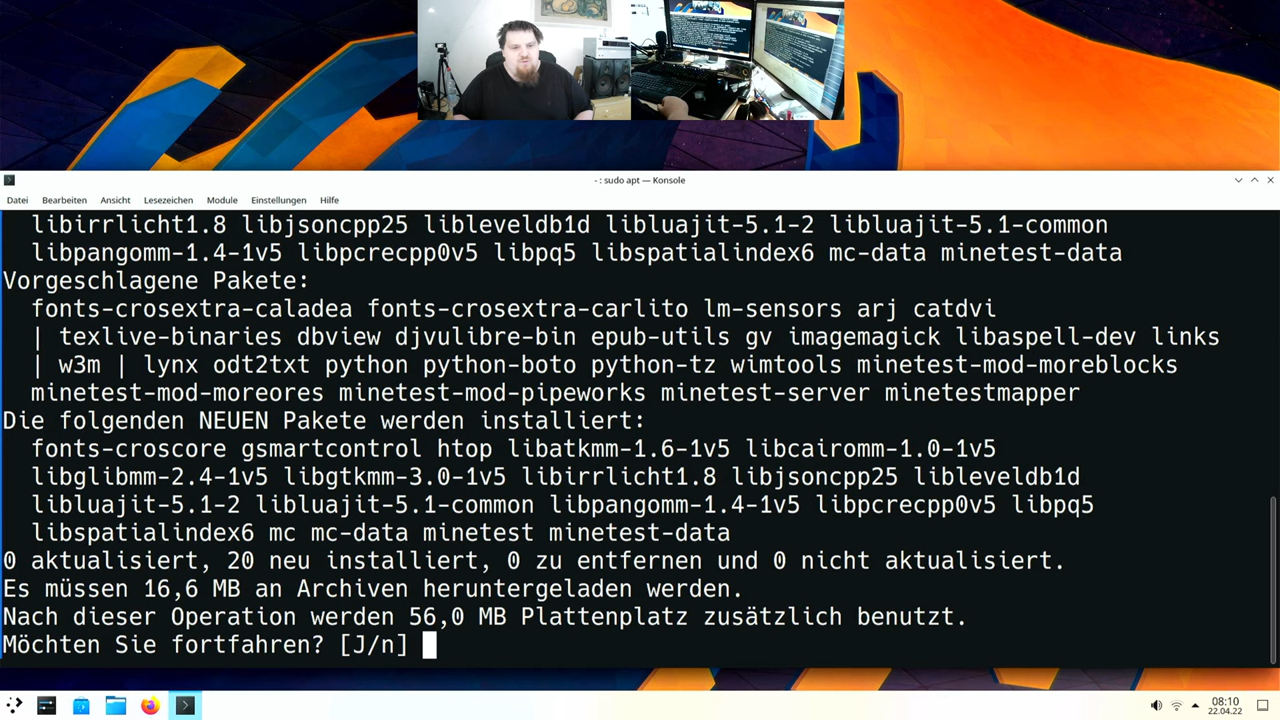 - : sudo apt — Konsole
Datei Bearbeiten Ansicht Lesezeichen Module Einstellungen Hilfe
libirrlicht1.8 libjsoncpp25 libleveldb1d libluajit-5.1-2 libluajit-5.1-common
libpangomm-1.4-1v5 libpcrecpp0v5 libpq5 libspatialindex6 mc-data minetest-data
Vorgeschlagene Pakete:
fonts-crosextra-caladea fonts-crosextra-carlito lm-sensors arj catdvi
| texlive-binaries dbview djvulibre-bin epub-utils gv imagemagick libaspell-dev links
| w3m | lynx odt2txt python python-boto python-tz wimtools minetest-mod-moreblocks
minetest-mod-moreores minetest-mod-pipeworks minetest-server minetestmapper
Die folgenden NEUEN Pakete werden installiert:
fonts-croscore gsmartcontrol htop libatkmm-1.6-1v5 libcairomm-1.0-1v5
libglibmm-2.4-1v5 libgtkmm-3.0-1v5 libirrlicht1.8 libjsoncpp25 libleveldb1d
libluajit-5.1-2 libluajit-5.1-common libpangomm-1.4-1v5 libpcrecpp0v5 libpq5
libspatialindex6 mc mc-data minetest minetest-data
0 aktualisiert, 20 neu installiert, 0 zu entfernen und 0 nicht aktualisiert.
Es müssen 16,6 MB an Archiven heruntergeladen werden.
Nach dieser Operation werden 56,0 MB Plattenplatz zusätzlich benutzt.
Möchten Sie fortfahren? [J/n]
08:10
22.04.22